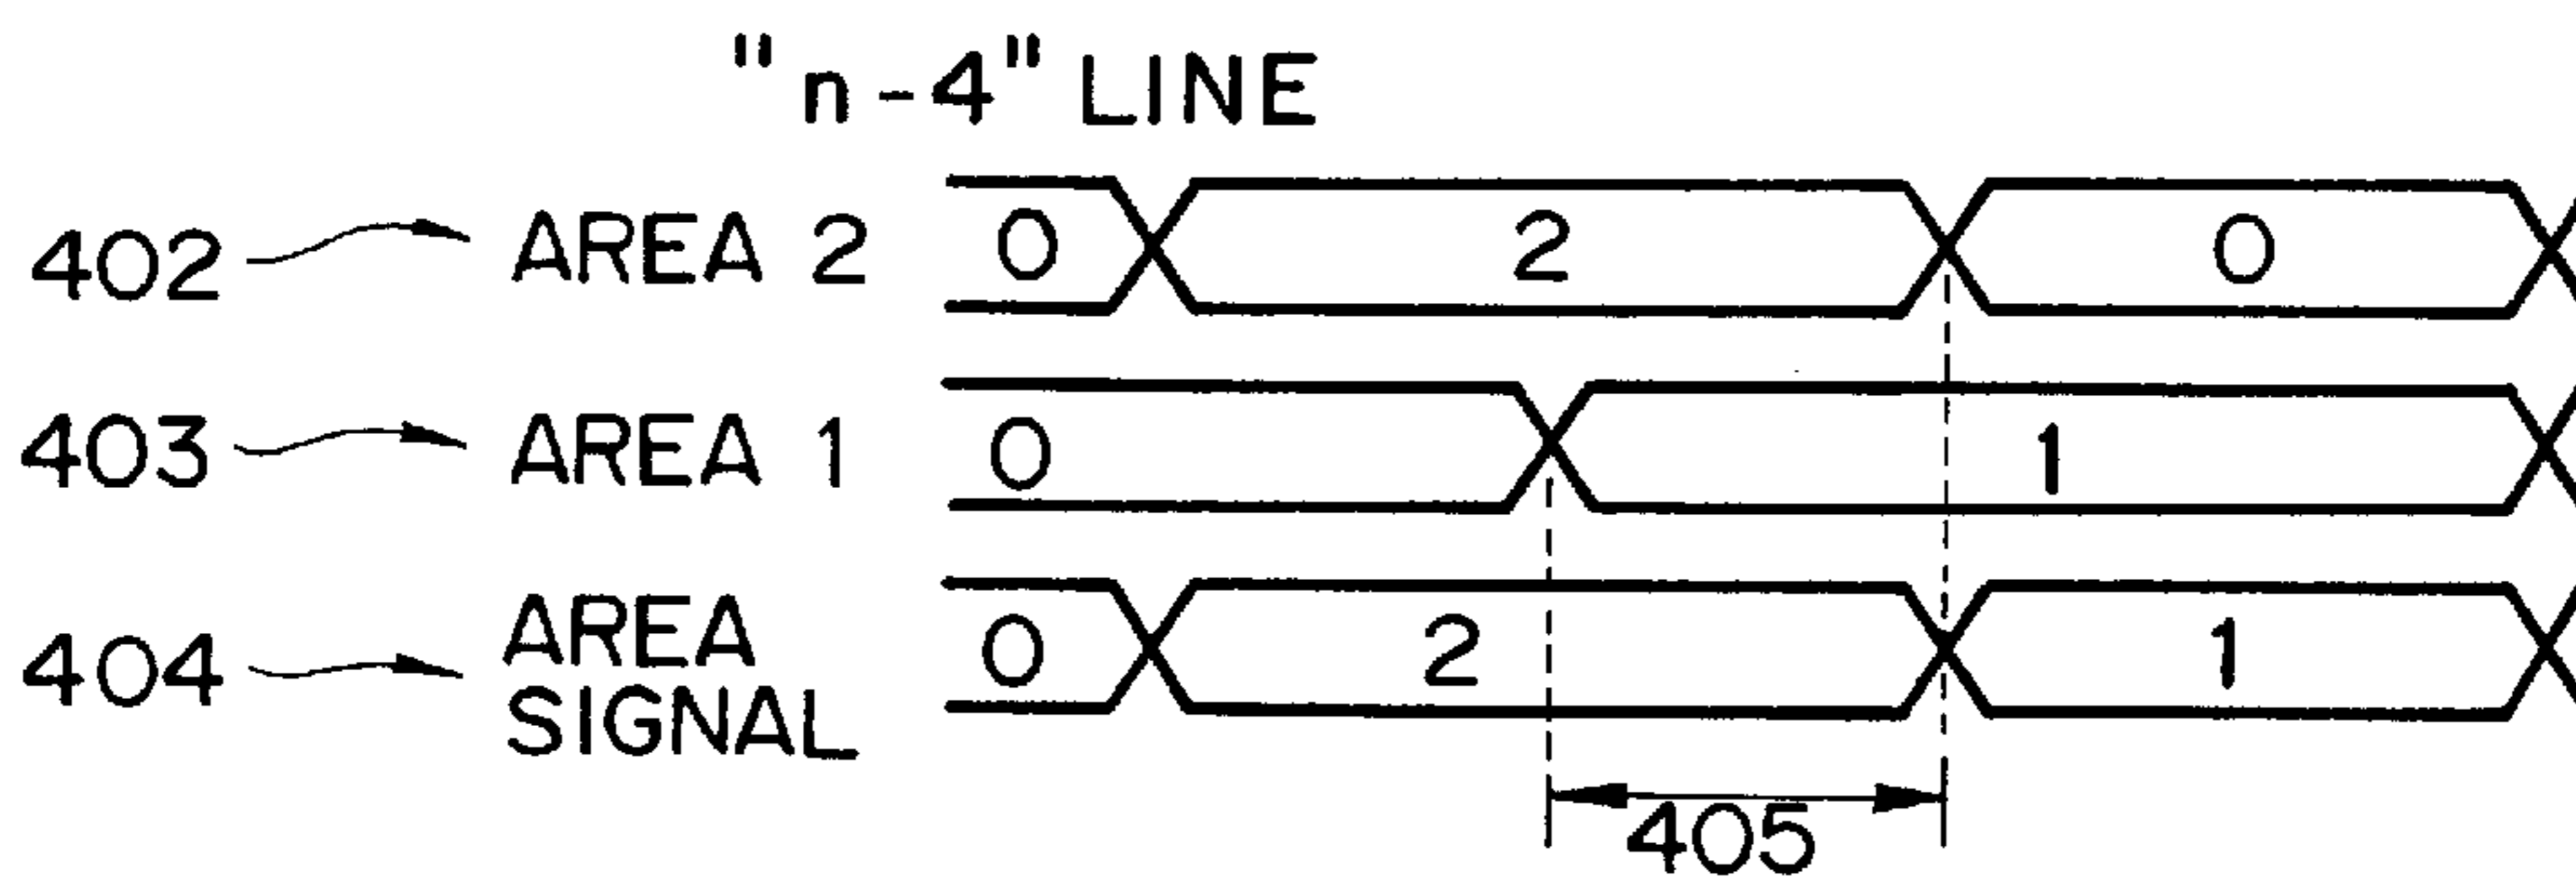 "n-4" LINE
402 AREA 2 0 2 0
403 AREA 1 0 1
404 AREA SIGNAL 0 2 1
405